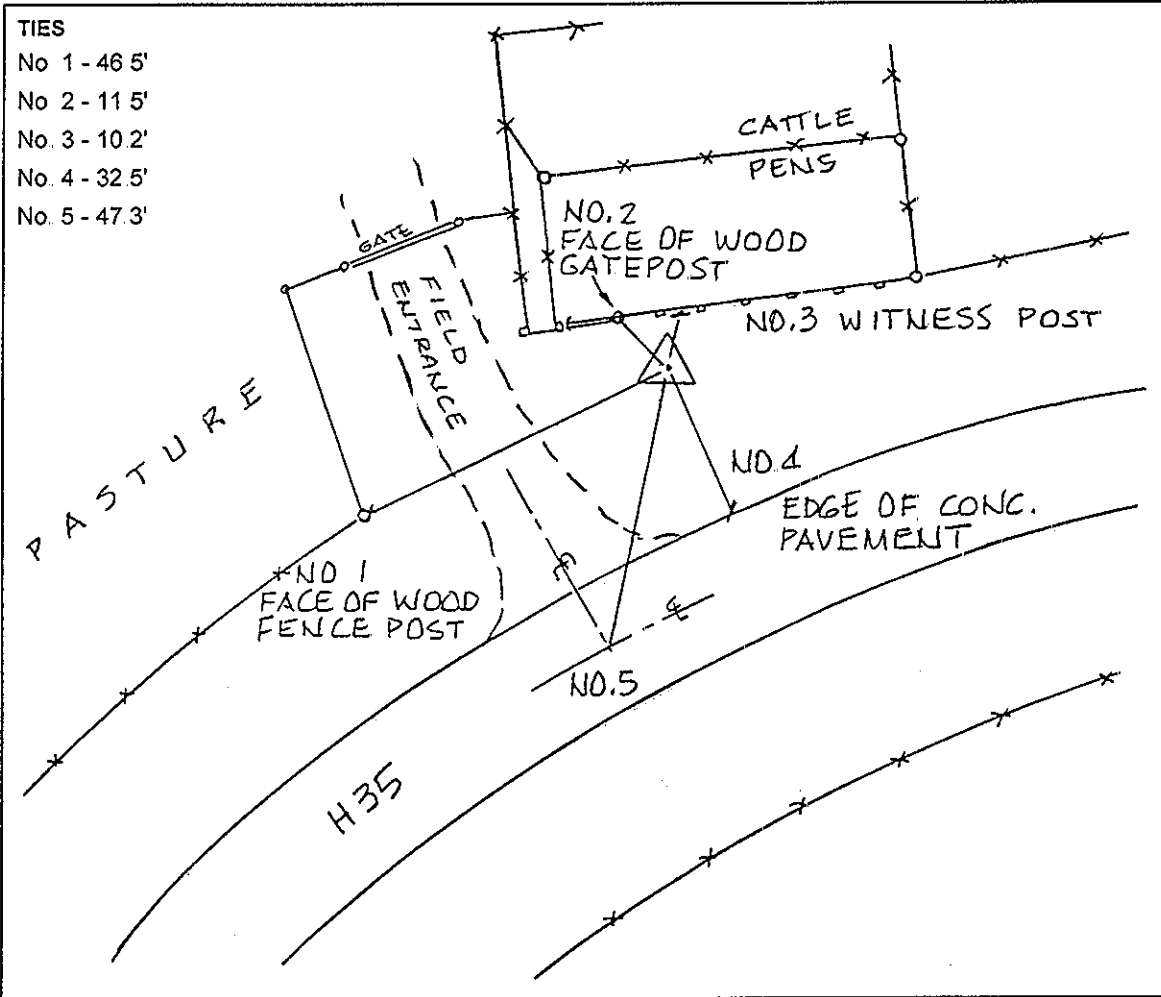 TIES
No 1 - 46 5'
No 2 - 11 5'
No. 3 - 10.2'
No. 4 - 32.5'
No. 5 - 47.3'
CATTLE
PENS
NO.2
FACE OF WOOD
GATEPOST
GATE
FIELD
ENTRANCE
NO.3 WITNESS POST
PASTURE
NO.4
EDGE OF CONC.
PAVEMENT
NO 1
FACE OF WOOD
FENCE POST
℄
℄
NO.5
H35